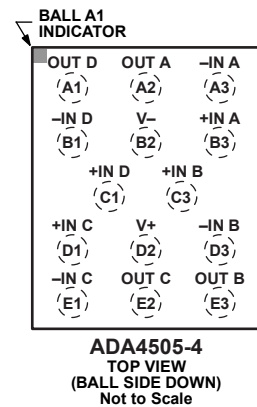 BALL A1
INDICATOR
OUT D OUT A –IN A
A1 A2 A3
–IN D V– +IN A
B1 B2 B3
+IN D +IN B
C1 C3
+IN C V+ –IN B
D1 D2 D3
–IN C OUT C OUT B
E1 E2 E3
ADA4505-4
TOP VIEW
(BALL SIDE DOWN)
Not to Scale